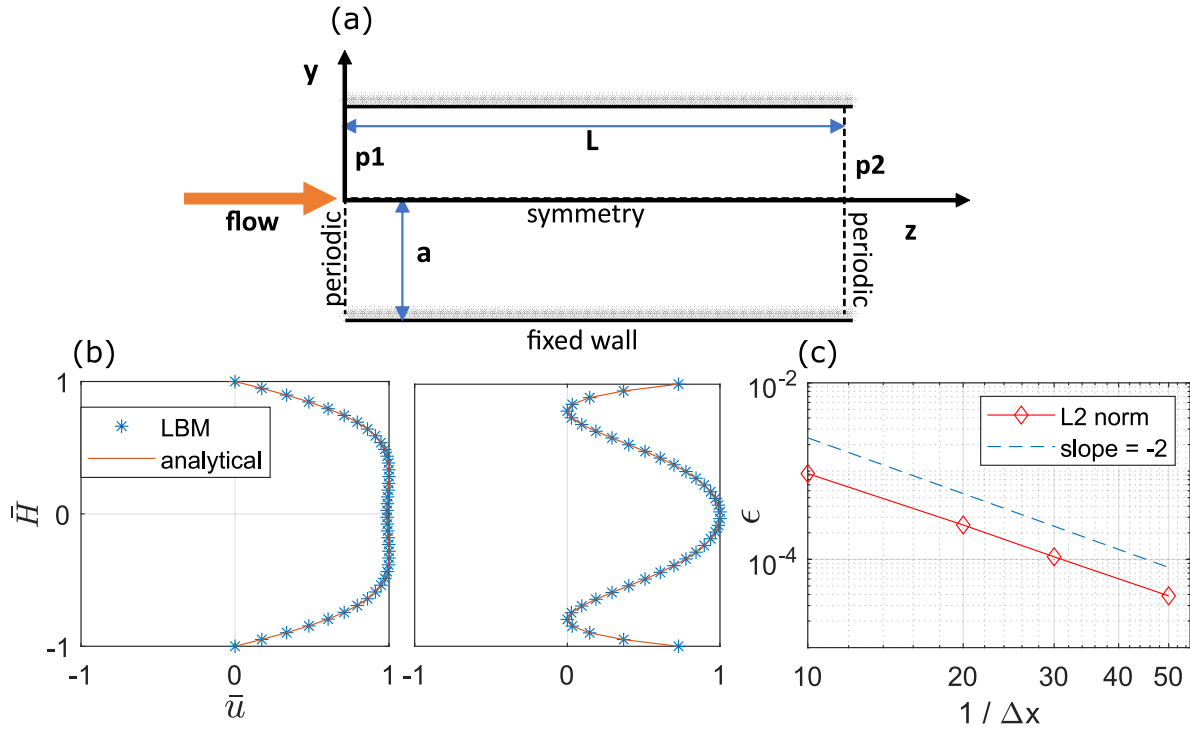 (a)
y
L
p1
p2
flow
symmetry
z
periodic
a
periodic
fixed wall
(b)
1
LBM
analytical
H̄
0
-1
-1
0
1
ū
-1
0
1
(c)
10⁻²
L2 norm
slope = -2
ϵ
10⁻⁴
10
20
30
40
50
1 / Δx